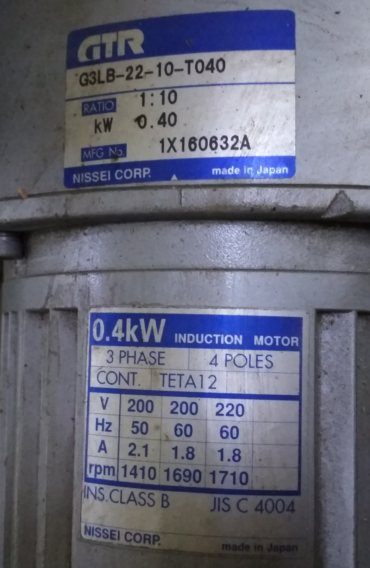 GTR
G3LB-22-10-T040
RATIO 1:10
kW 0.40
MFG No 1X160632A
NISSEI CORP. made in Japan
0.4kW INDUCTION MOTOR
3 PHASE 4 POLES
CONT. TETA12
V 200 200 220
Hz 50 60 60
A 2.1 1.8 1.8
rpm 1410 1690 1710
INS.CLASS B JIS C 4004
NISSEI CORP. made in Japan